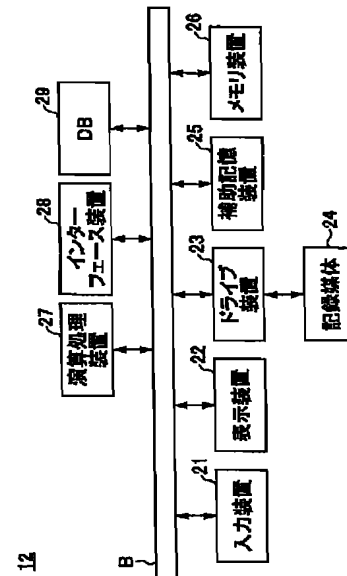 12
27
演算処理
装置
28
インター
フェース装置
29
DB
B
21
入力装置
22
表示装置
23
ドライブ
装置
25
補助記憶
装置
26
メモリ装置
24
記録媒体